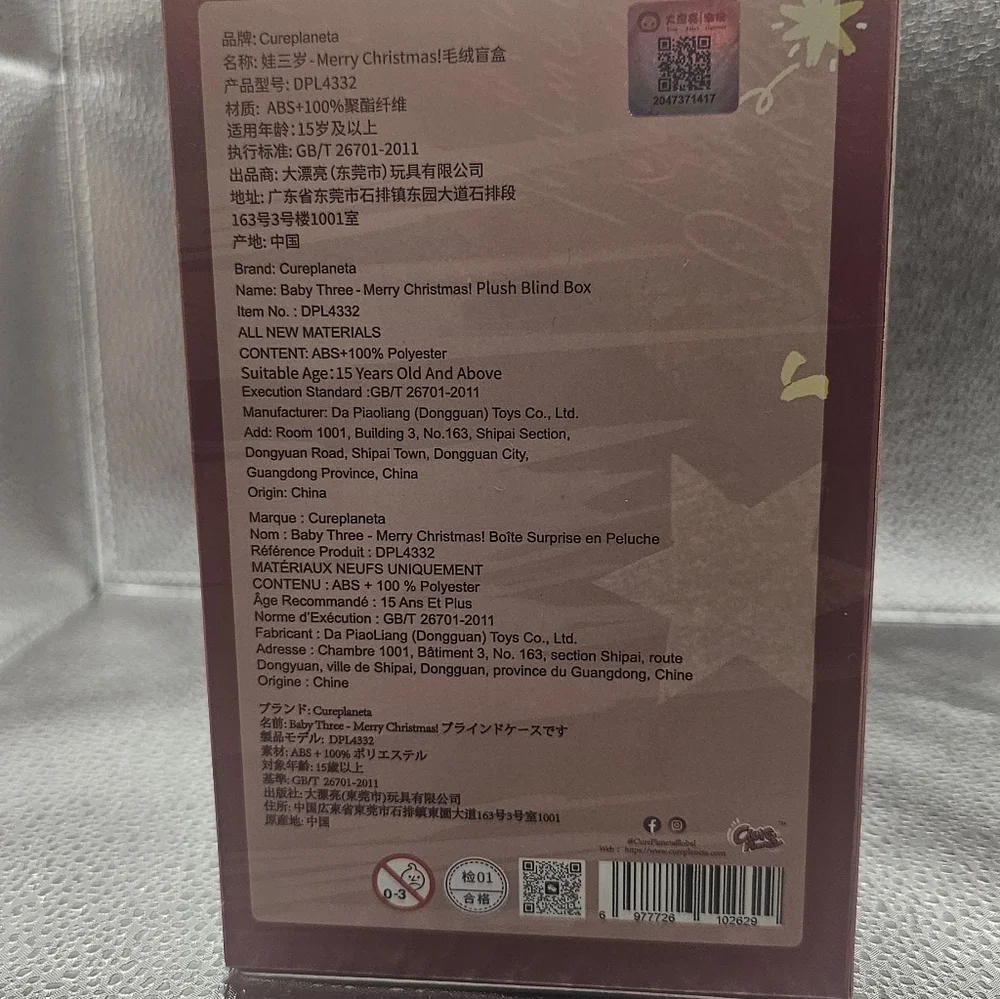 品牌: Cureplaneta
名称: 娃三岁-Merry Christmas!毛绒盲盒
产品型号: DPL4332
材质: ABS+100%聚酯纤维
适用年龄:15岁及以上
执行标准: GB/T 26701-2011
出品商: 大漂亮(东莞市)玩具有限公司
地址: 广东省东莞市石排镇东园大道石排段
163号3号楼1001室
产地: 中国
大漂亮
2047371417
Brand: Cureplaneta
Name: Baby Three - Merry Christmas! Plush Blind Box
Item No. : DPL4332
ALL NEW MATERIALS
CONTENT: ABS+100% Polyester
Suitable Age:15 Years Old And Above
Execution Standard :GB/T 26701-2011
Manufacturer: Da Piaoliang (Dongguan) Toys Co., Ltd.
Add: Room 1001, Building 3, No.163, Shipai Section,
Dongyuan Road, Shipai Town, Dongguan City,
Guangdong Province, China
Origin: China
Marque : Cureplaneta
Nom : Baby Three - Merry Christmas! Boîte Surprise en Peluche
Référence Produit : DPL4332
MATÉRIAUX NEUFS UNIQUEMENT
CONTENU : ABS + 100 % Polyester
Âge Recommandé : 15 Ans Et Plus
Norme d'Exécution : GB/T 26701-2011
Fabricant : Da PiaoLiang (Dongguan) Toys Co., Ltd.
Adresse : Chambre 1001, Bâtiment 3, No. 163, section Shipai, route
Dongyuan, ville de Shipai, Dongguan, province du Guangdong, Chine
Origine : Chine
ブランド: Cureplaneta
名前: Baby Three - Merry Christmas! ブラインドケースです
製品モデル: DPL4332
素材: ABS + 100% ポリエステル
対象年齢: 15歳以上
基準: GB/T 26701-2011
出版社: 大漂亮(東莞市)玩具有限公司
住所: 中国広東省東莞市石排鎮東園大道163号3号室1001
原産地: 中国
@CurePlanetaGlobal
Web : https://www.cureplaneta.com
0-3
检01
合格
6 977726 102629